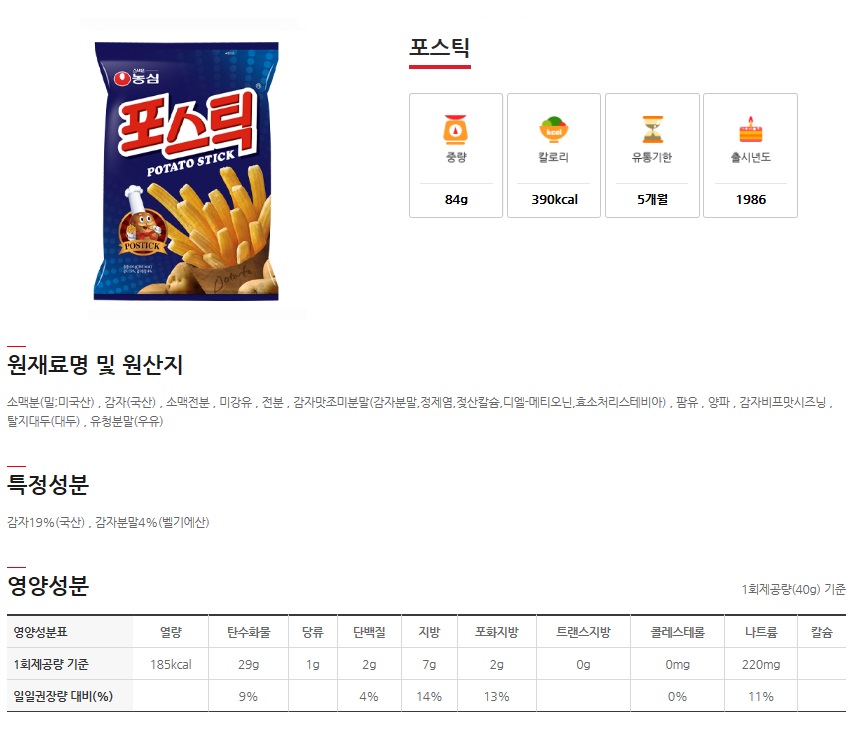 포스틱
농심
포스틱
POTATO STICK
POSTICK
kcal
중량
칼로리
유통기한
출시년도
84g
390kcal
5개월
1986
원재료명 및 원산지
소맥분(밀;미국산) , 감자(국산) , 소맥전분 , 미강유 , 전분 , 감자맛조미분말(감자분말,정제염,젖산칼슘,디엘-메티오닌,효소처리스테비아) , 팜유 , 양파 , 감자비프맛시즈닝 ,
탈지대두(대두) , 유청분말(우유)
특정성분
감자19%(국산) , 감자분말4%(벨기에산)
영양성분
1회제공량(40g) 기준
영양성분표 열량 탄수화물 당류 단백절 지방 포화지방 트랜스지방 콜레스테롤 나트륨 칼슘
1회제공량 기준 185kcal 29g 1g 2g 7g 2g 0g 0mg 220mg
일일권장량 대비(%) 9% 4% 14% 13% 0% 11%